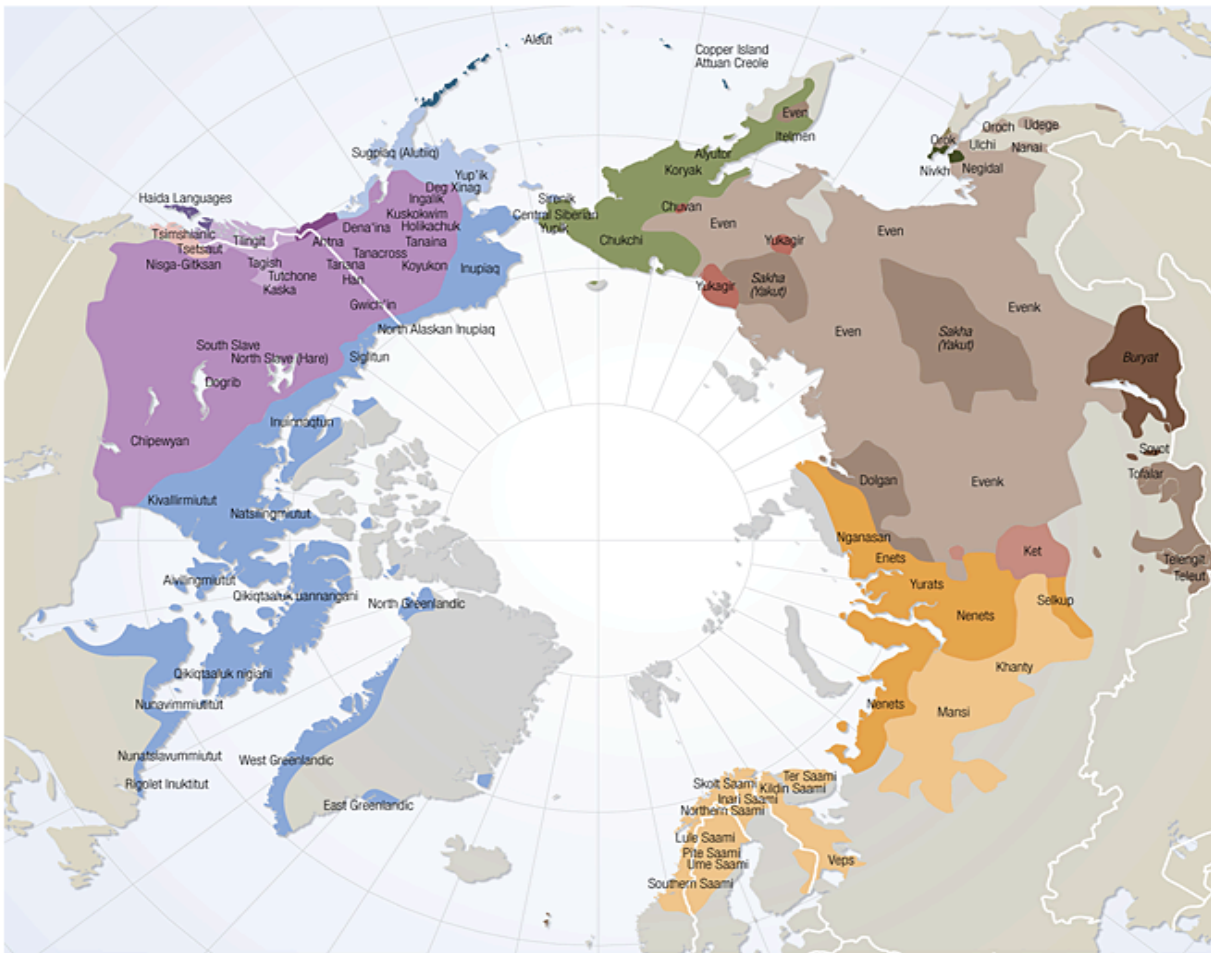 Aleut
Copper Island
Attuan Creole
Even
Itelmen
Alyutor
Koryak
Orok
Oroch
Udege
Ulchi
Nanai
Nivkh
Negidal
Sugpiaq (Alutiiq)
Yup'ik
Deg Xinag
Ingalik
Kuskokwim
Holikachuk
Haida Languages
Tsimshianic
Tsetsaut
Nisga-Gitksan
Tlingit
Tagish
Tutchone
Kaska
Ahtna
Dena'ina
Tanaina
Tanacross
Tanana
Han
Koyukon
Gwich'in
Inupiaq
North Alaskan Inupiaq
Sirenik
Central Siberian
Yupik
Chukchi
Chuvan
Even
Yukagir
Yukagir
Sakha
(Yakut)
Even
Even
Evenk
Sakha
(Yakut)
Buryat
Soyot
Tofalar
Telengit
Teleut
South Slave
North Slave (Hare)
Dogrib
Chipewyan
Siglitun
Inuinnaqtun
Kivallirmiutut
Natsilingmiutut
Aivilingmiutut
Qikiqtaaluk uannangani
North Greenlandic
Qikiqtaaluk nigiani
Nunavimmiutitut
Nunatsiavummiutut
Rigolet Inuktitut
West Greenlandic
East Greenlandic
Dolgan
Evenk
Nganasan
Enets
Yurats
Ket
Nenets
Selkup
Khanty
Nenets
Mansi
Skolt Saami
Ter Saami
Kildin Saami
Inari Saami
Northern Saami
Lule Saami
Pite Saami
Ume Saami
Southern Saami
Veps